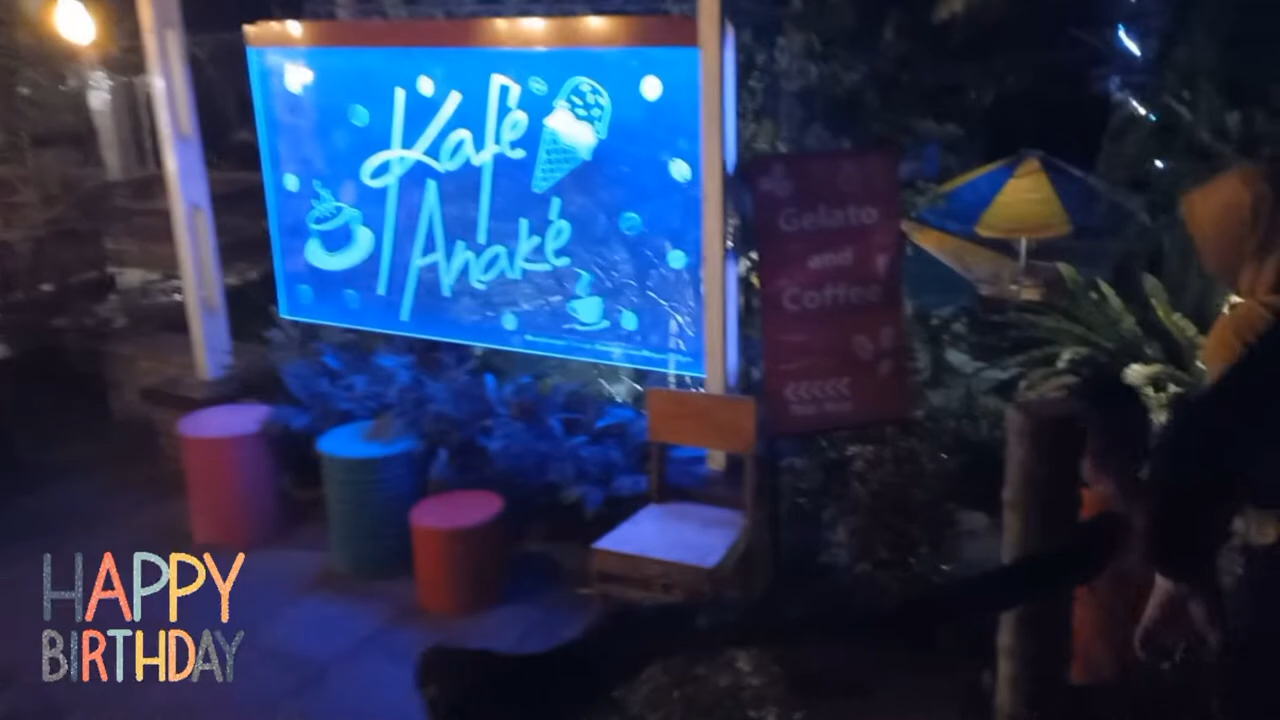 Kafé
Anaké
Gelato
and
Coffee
<<<<<
HAPPY
BIRTHDAY